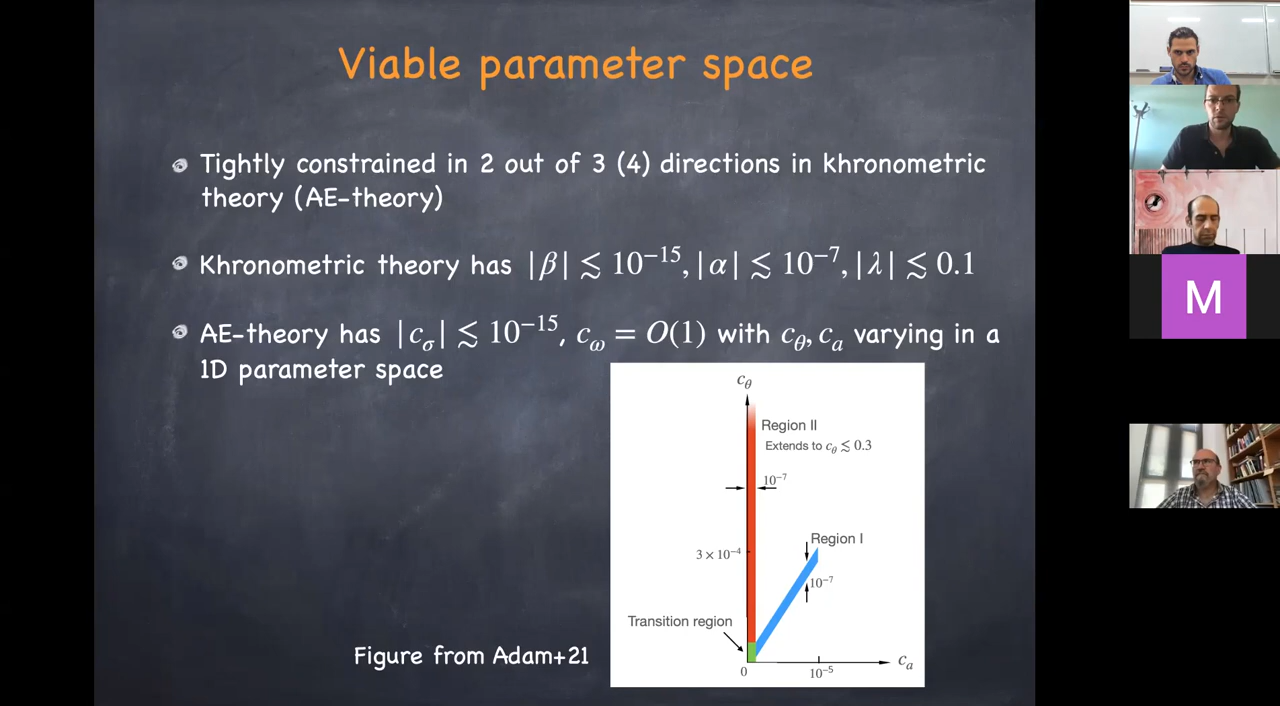 Viable parameter space
Tightly constrained in 2 out of 3 (4) directions in khronometric
theory (AE-theory)
Khronometric theory has |β| ≲ 10⁻¹⁵, |α| ≲ 10⁻⁷, |λ| ≲ 0.1
AE-theory has |c_σ| ≲ 10⁻¹⁵, c_ω = O(1) with c_θ, c_a varying in a
1D parameter space
c_θ
Region II
Extends to c_θ ≲ 0.3
10⁻⁷
Region I
3 × 10⁻⁴
10⁻⁷
Transition region
0
10⁻⁵
c_a
Figure from Adam+21
M